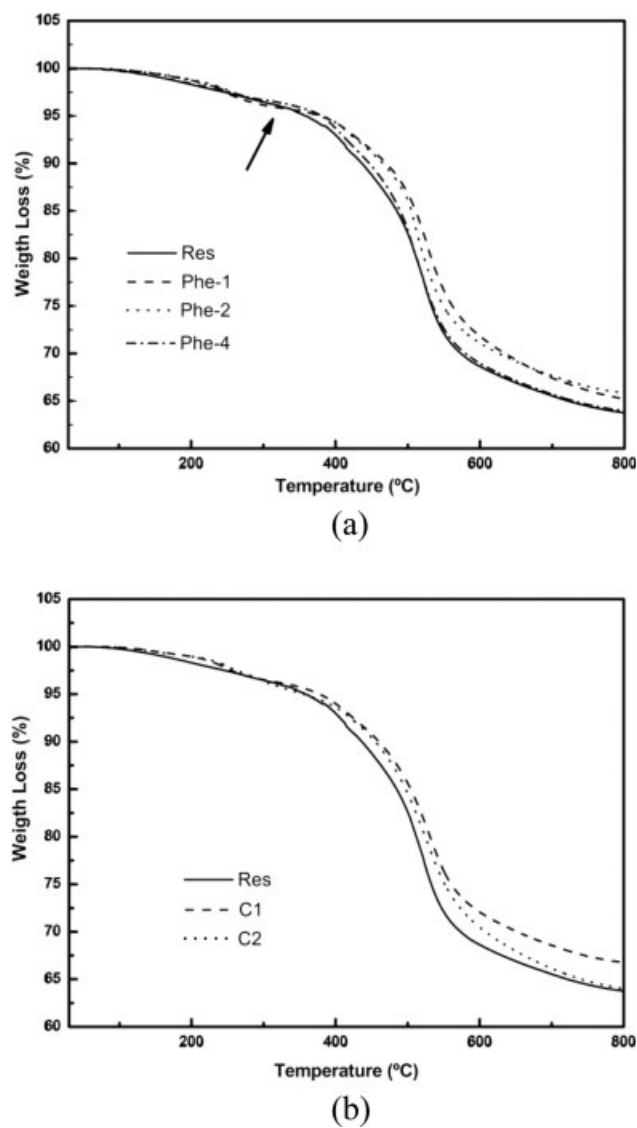 105
100
95
90
85
80
75
70
65
60
Weigth Loss (%)
Res
Phe-1
Phe-2
Phe-4
200
400
600
800
Temperature (ºC)
(a)
105
100
95
90
85
80
75
70
65
60
Weigth Loss (%)
Res
C1
C2
200
400
600
800
Temperature (ºC)
(b)